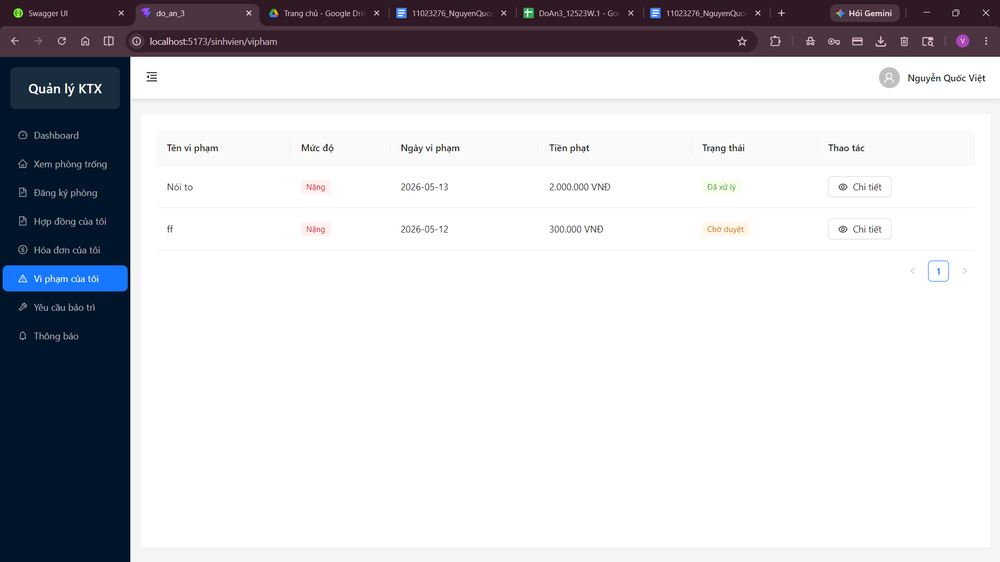 Swagger UI
do_an_3
Trang chủ - Google Driv
11023276_NguyenQuo
DoAn3_12523W.1 - Goo
11023276_NguyenQuo
Hỏi Gemini
localhost:5173/sinhvien/vipham
V
Quản lý KTX
Nguyễn Quốc Việt
Dashboard
Xem phòng trống
Đăng ký phòng
Hợp đồng của tôi
Hóa đơn của tôi
Vi phạm của tôi
Yêu cầu bảo trì
Thông báo
Tên vi phạm Mức độ Ngày vi phạm Tiền phạt Trạng thái Thao tác
Nói to Nặng 2026-05-13 2.000.000 VNĐ Đã xử lý Chi tiết
ff Nặng 2026-05-12 300.000 VNĐ Chờ duyệt Chi tiết
1